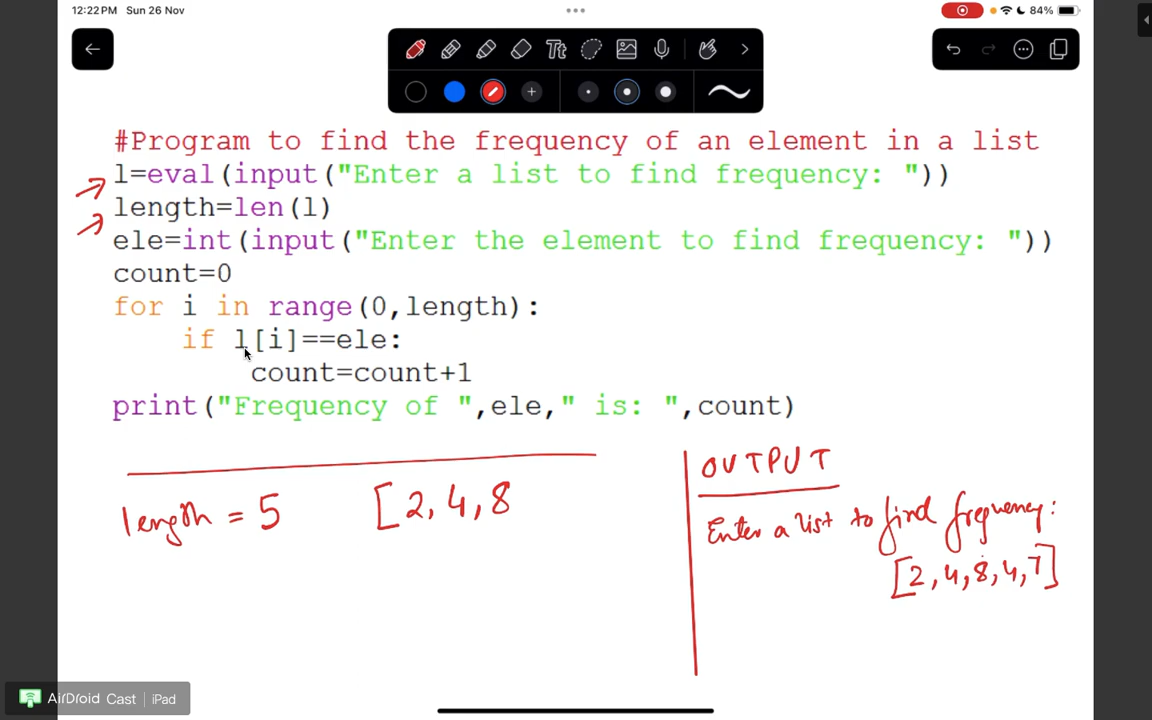 12:22 PM Sun 26 Nov
84%
Tt
#Program to find the frequency of an element in a list
l=eval(input("Enter a list to find frequency: "))
length=len(l)
ele=int(input("Enter the element to find frequency: "))
count=0
for i in range(0,length):
if l[i]==ele:
count=count+1
print("Frequency of ",ele," is: ",count)
length = 5 [2, 4, 8
OUTPUT
Enter a list to find frequency:
[2, 4, 8, 4, 7]
AirDroid Cast | iPad